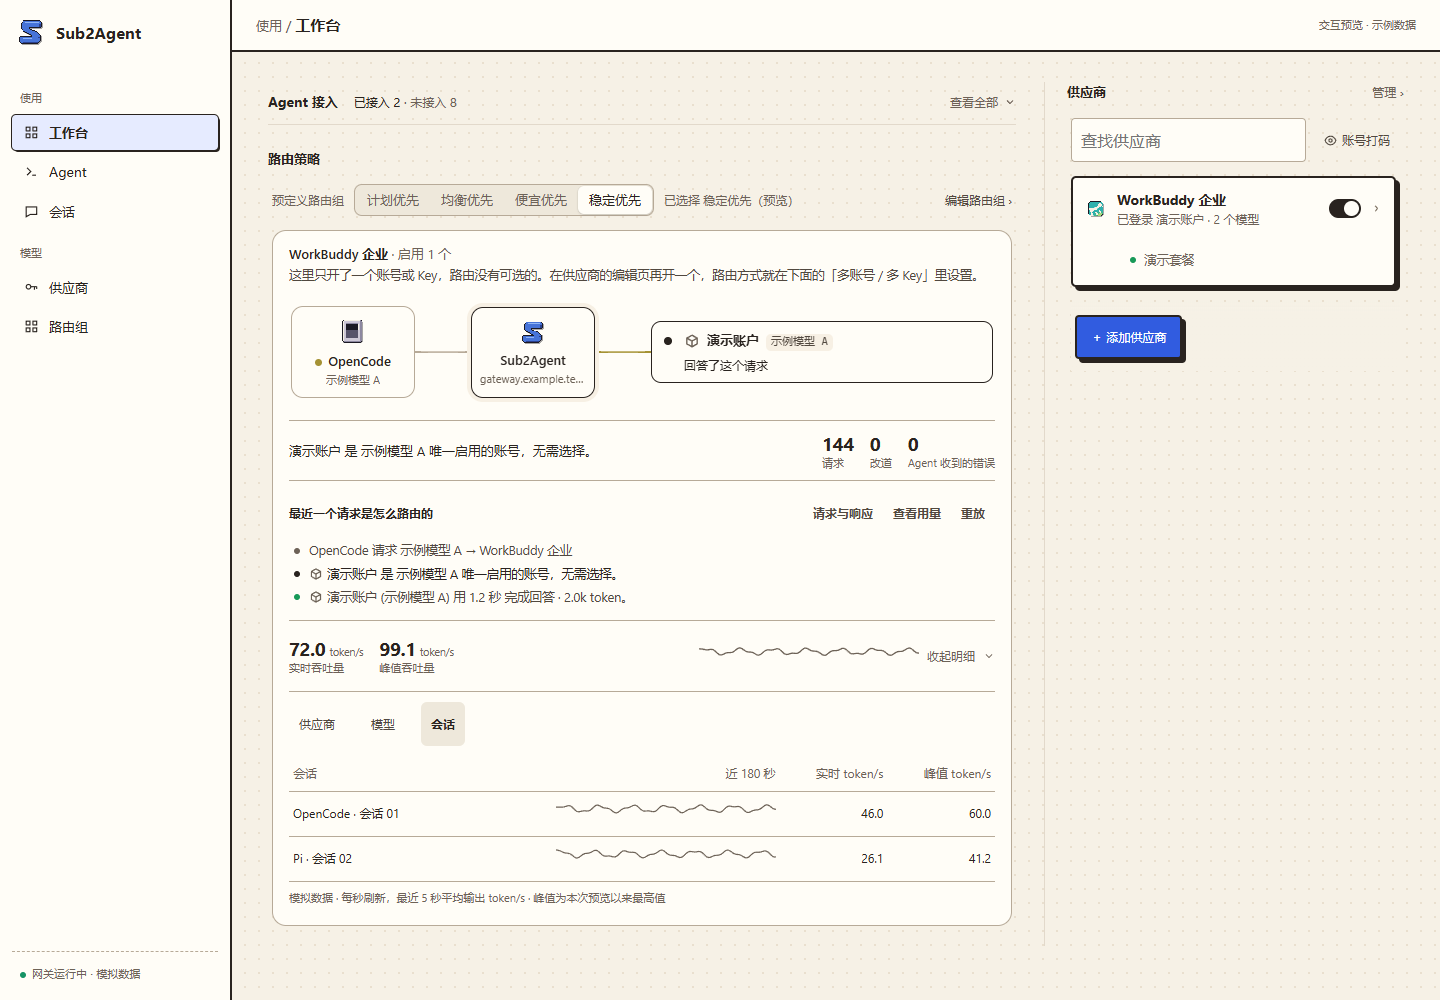 Sub2Agent
使用
工作台
Agent
会话
模型
供应商
路由组
网关运行中 · 模拟数据
使用 / 工作台
交互预览 · 示例数据
Agent 接入 已接入 2 · 未接入 8
查看全部
路由策略
预定义路由组 计划优先 均衡优先 便宜优先 稳定优先 已选择 稳定优先（预览）
编辑路由组 ›
WorkBuddy 企业 · 启用 1 个
这里只开了一个账号或 Key，路由没有可选的。在供应商的编辑页再开一个，路由方式就在下面的「多账号 / 多 Key」里设置。
OpenCode
示例模型 A
Sub2Agent
gateway.example.te...
演示账户 示例模型 A
回答了这个请求
演示账户 是 示例模型 A 唯一启用的账号，无需选择。
144 0 0
请求 改道 Agent 收到的错误
最近一个请求是怎么路由的
请求与响应 查看用量 重放
OpenCode 请求 示例模型 A → WorkBuddy 企业
演示账户 是 示例模型 A 唯一启用的账号，无需选择。
演示账户 (示例模型 A) 用 1.2 秒 完成回答 · 2.0k token。
72.0 token/s 99.1 token/s
实时吞吐量 峰值吞吐量
收起明细
供应商 模型 会话
会话 近 180 秒 实时 token/s 峰值 token/s
OpenCode · 会话 01 46.0 60.0
Pi · 会话 02 26.1 41.2
模拟数据 · 每秒刷新，最近 5 秒平均输出 token/s · 峰值为本次预览以来最高值
供应商
管理 ›
查找供应商
账号打码
WorkBuddy 企业
已登录 演示账户 · 2 个模型
演示套餐
+ 添加供应商